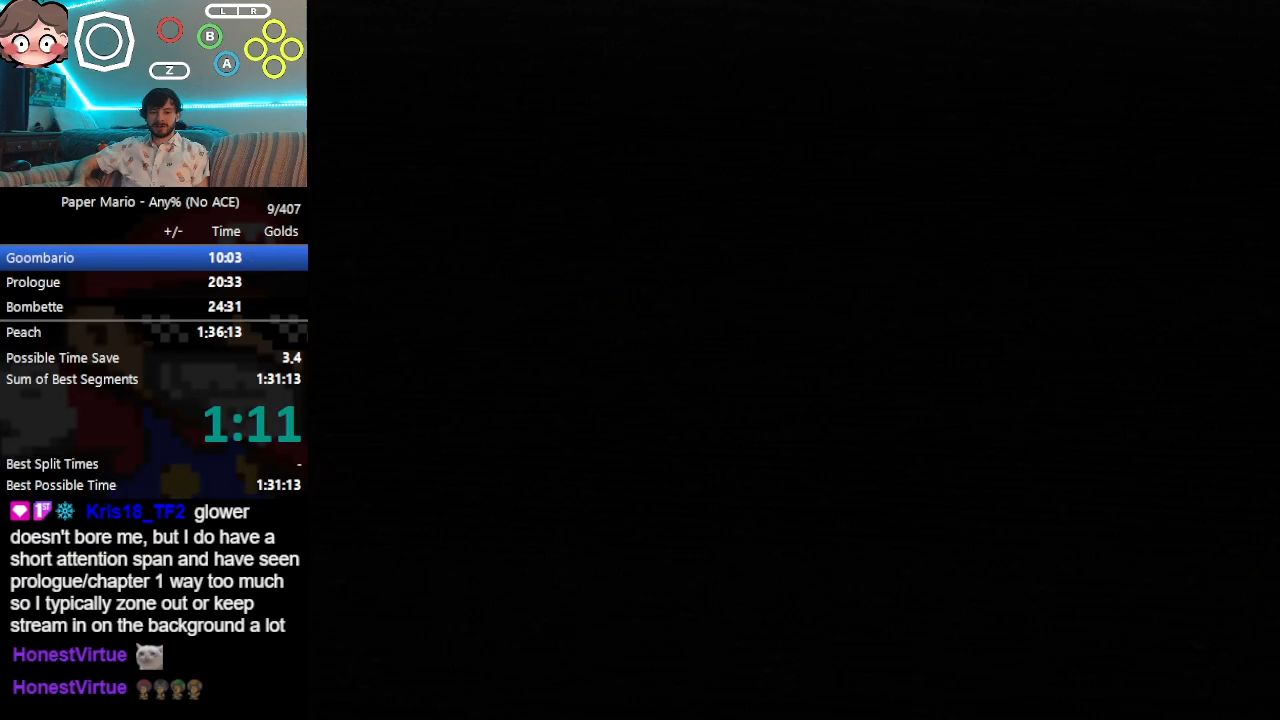 L R
B
A
Z
Paper Mario - Any% (No ACE)
9/407
+/- Time Golds
Goombario 10:03
Prologue 20:33
Bombette 24:31
Peach 1:36:13
Possible Time Save 3.4
Sum of Best Segments 1:31:13
1:11
Best Split Times -
Best Possible Time 1:31:13
1ST Kris18_TF2 glower
doesn't bore me, but I do have a
short attention span and have seen
prologue/chapter 1 way too much
so I typically zone out or keep
stream in on the background a lot
HonestVirtue
HonestVirtue